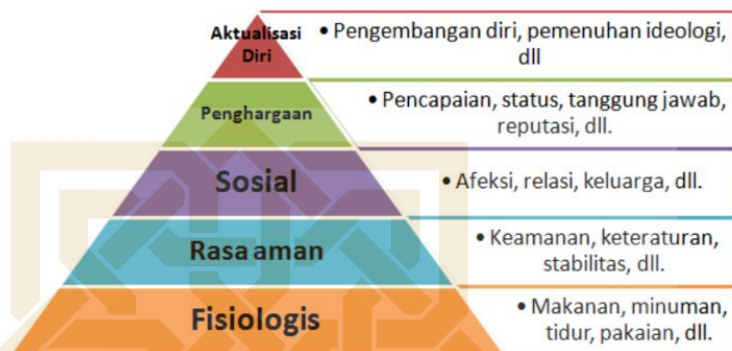 Aktualisasi
Diri
• Pengembangan diri, pemenuhan ideologi,
dll
Penghargaan
• Pencapaian, status, tanggung jawab,
reputasi, dll.
Sosial
• Afeksi, relasi, keluarga, dll.
Rasa aman
• Keamanan, keteraturan,
stabilitas, dll.
Fisiologis
• Makanan, minuman,
tidur, pakaian, dll.